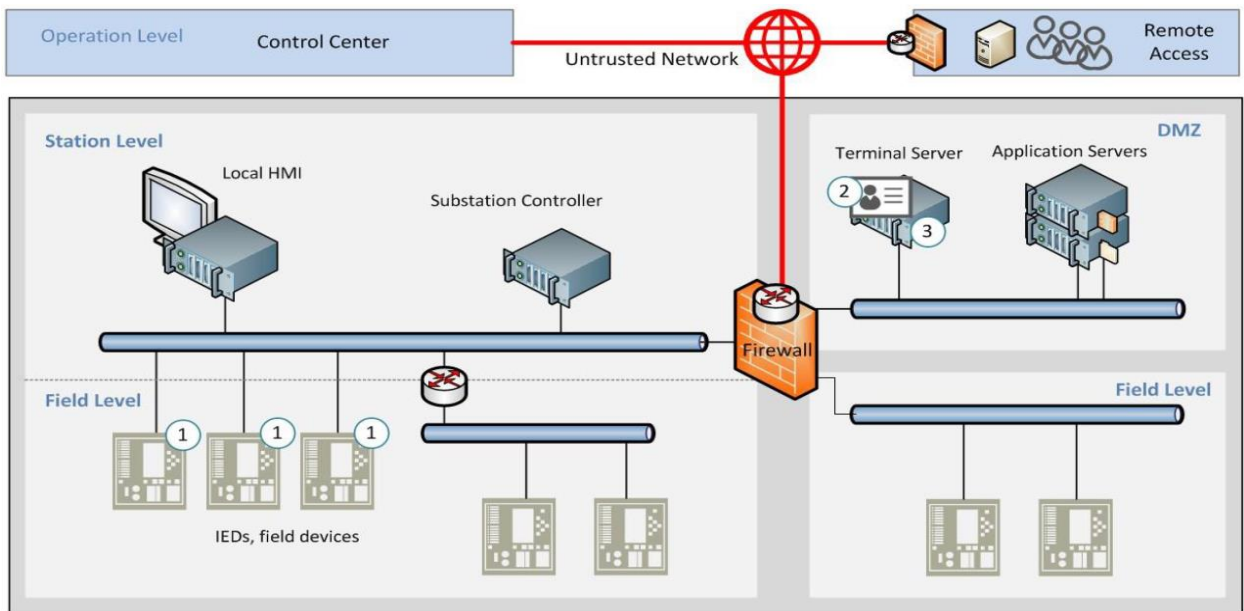 Operation Level
Control Center
Untrusted Network
Remote
Access
Station Level
Local HMI
Substation Controller
DMZ
Terminal Server
Application Servers
2
3
Firewall
Field Level
1
1
1
IEDs, field devices
Field Level